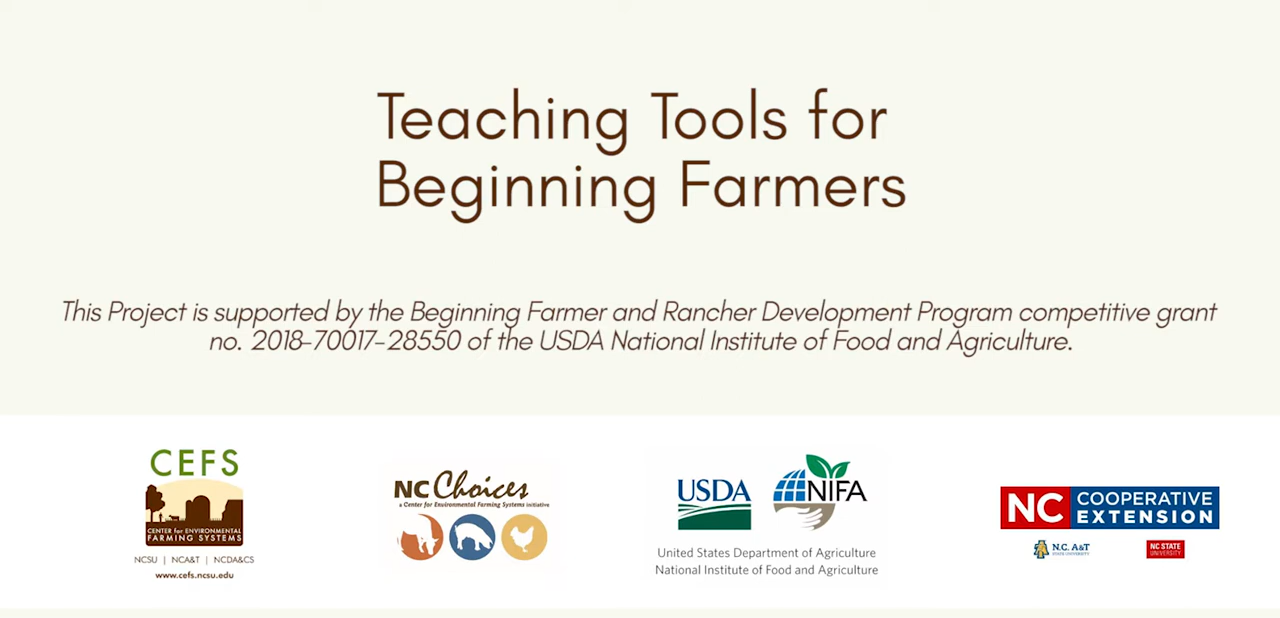 Teaching Tools for
Beginning Farmers
This Project is supported by the Beginning Farmer and Rancher Development Program competitive grant
no. 2018-70017-28550 of the USDA National Institute of Food and Agriculture.
CEFS
CENTER for ENVIRONMENTAL
FARMING SYSTEMS
NCSU | NCA&T | NCDA&CS
www.cefs.ncsu.edu
NC Choices
a Center for Environmental Farming Systems initiative
USDA
NIFA
United States Department of Agriculture
National Institute of Food and Agriculture
NC COOPERATIVE
EXTENSION
N.C. A&T
STATE UNIVERSITY
NC STATE
UNIVERSITY